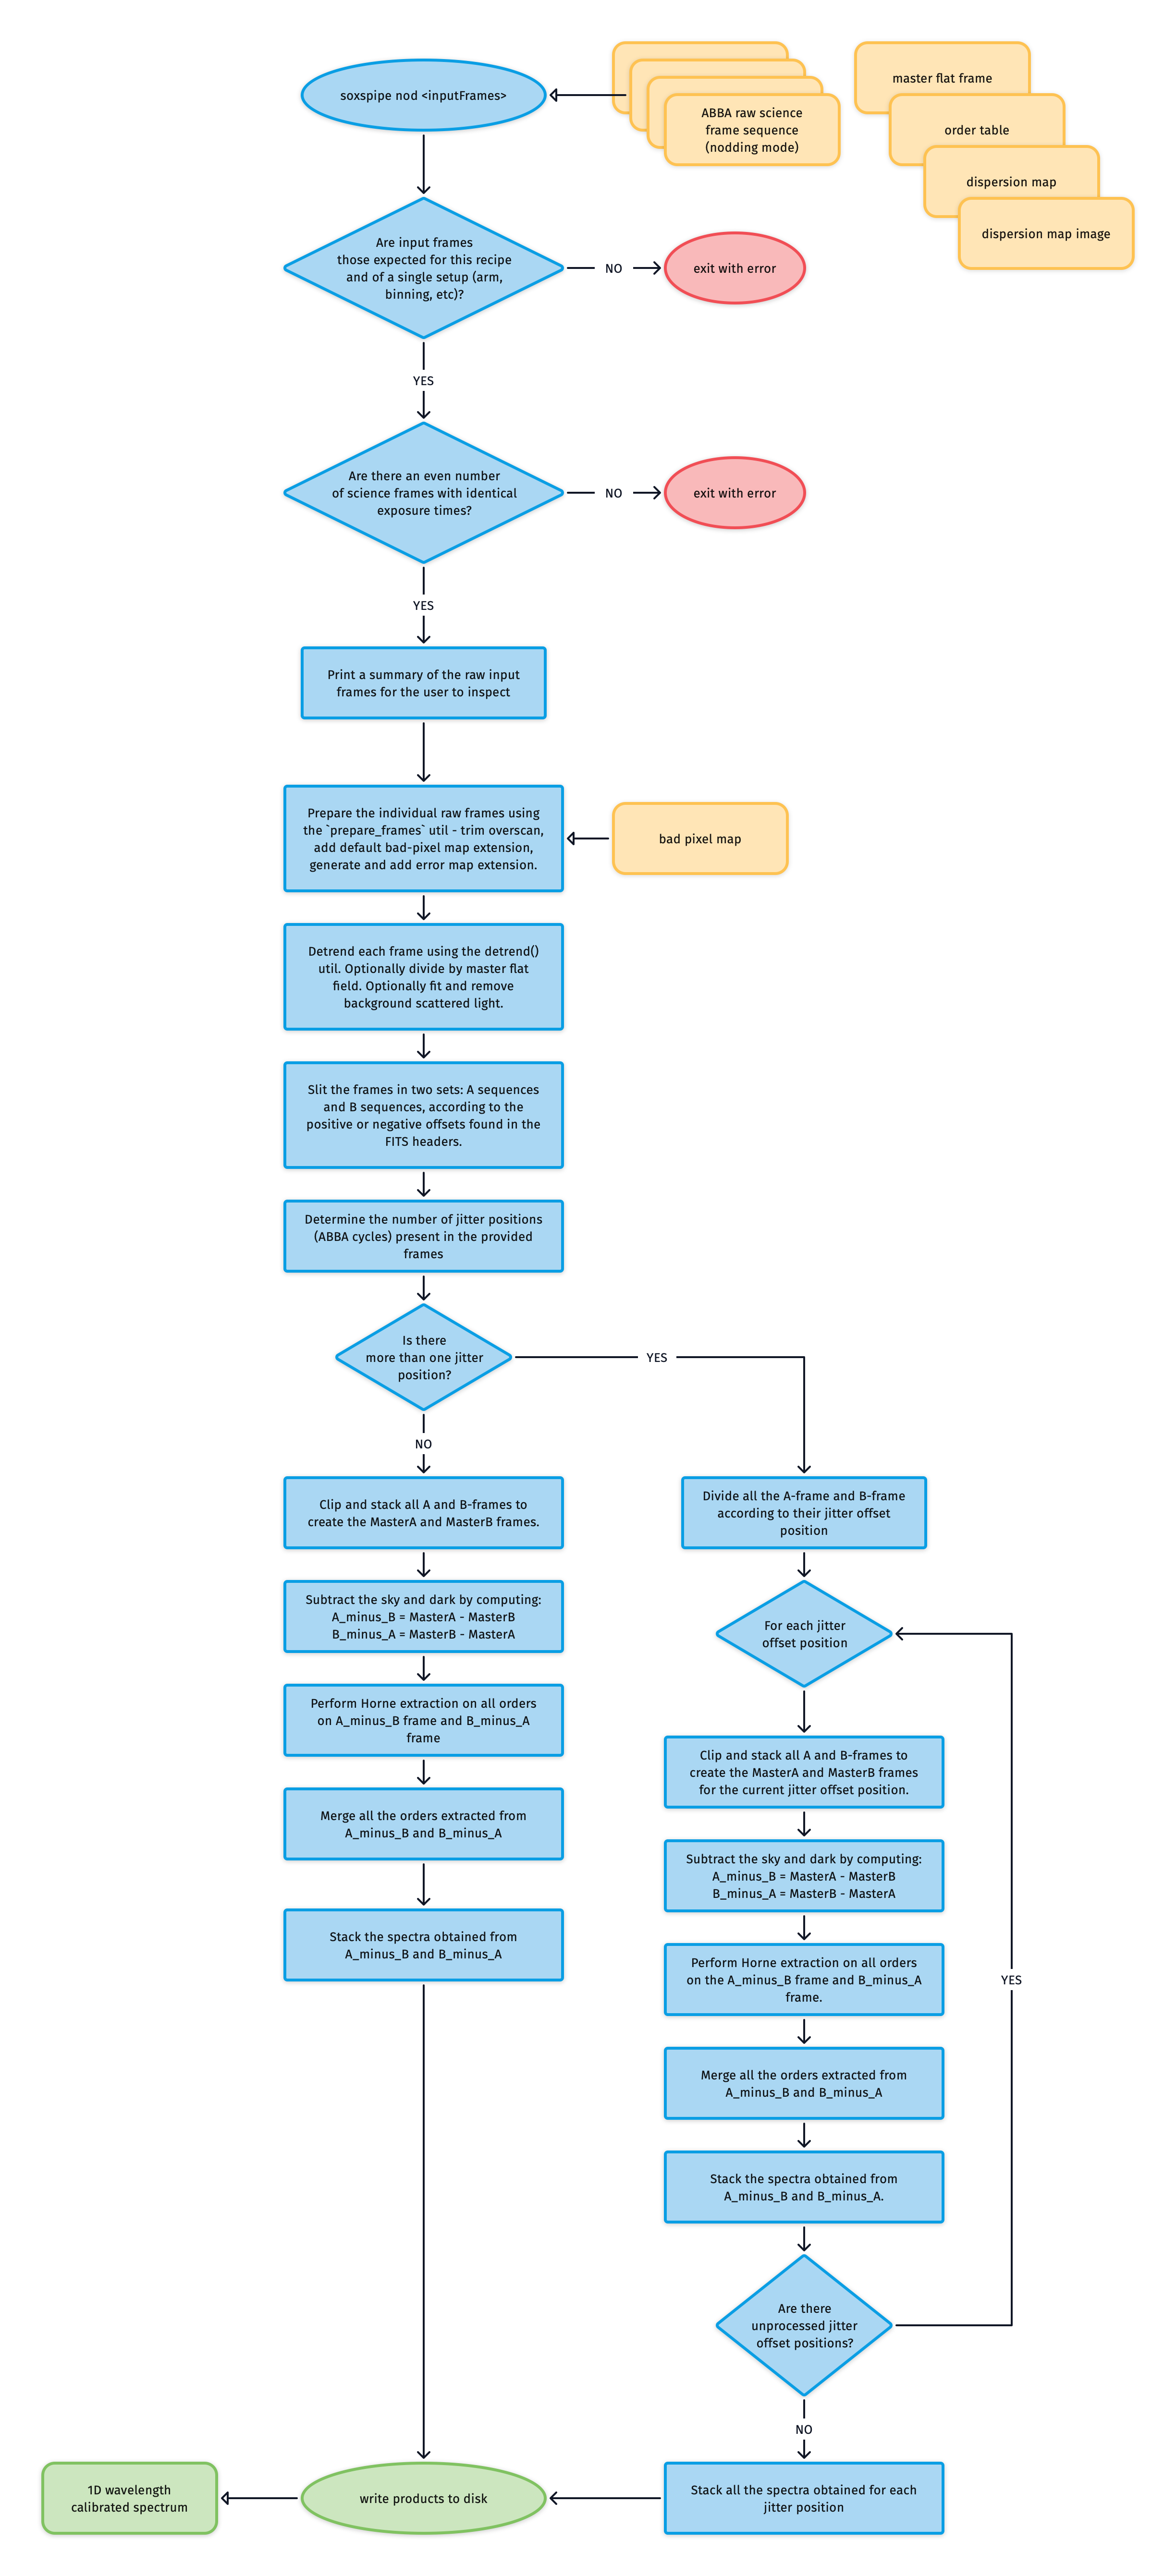 soxspipe nod <inputFrames>
ABBA raw science
frame sequence
(nodding mode)
master flat frame
order table
dispersion map
dispersion map image
Are input frames
those expected for this recipe
and of a single setup (arm,
binning, etc)?
NO
exit with error
YES
Are there an even number
of science frames with identical
exposure times?
NO
exit with error
YES
Print a summary of the raw input
frames for the user to inspect
Prepare the individual raw frames using
the `prepare_frames` util - trim overscan,
add default bad-pixel map extension,
generate and add error map extension.
bad pixel map
Detrend each frame using the detrend()
util. Optionally divide by master flat
field. Optionally fit and remove
background scattered light.
Slit the frames in two sets: A sequences
and B sequences, according to the
positive or negative offsets found in the
FITS headers.
Determine the number of jitter positions
(ABBA cycles) present in the provided
frames
Is there
more than one jitter
position?
YES
NO
Clip and stack all A and B-frames to
create the MasterA and MasterB frames.
Subtract the sky and dark by computing:
A_minus_B = MasterA - MasterB
B_minus_A = MasterB - MasterA
Perform Horne extraction on all orders
on A_minus_B frame and B_minus_A
frame
Merge all the orders extracted from
A_minus_B and B_minus_A
Stack the spectra obtained from
A_minus_B and B_minus_A
Divide all the A-frame and B-frame
according to their jitter offset
position
For each jitter
offset position
Clip and stack all A and B-frames to
create the MasterA and MasterB frames
for the current jitter offset position.
Subtract the sky and dark by computing:
A_minus_B = MasterA - MasterB
B_minus_A = MasterB - MasterA
Perform Horne extraction on all orders
on the A_minus_B frame and B_minus_A
frame.
YES
Merge all the orders extracted from
A_minus_B and B_minus_A
Stack the spectra obtained from
A_minus_B and B_minus_A.
Are there
unprocessed jitter
offset positions?
NO
Stack all the spectra obtained for each
jitter position
write products to disk
1D wavelength
calibrated spectrum